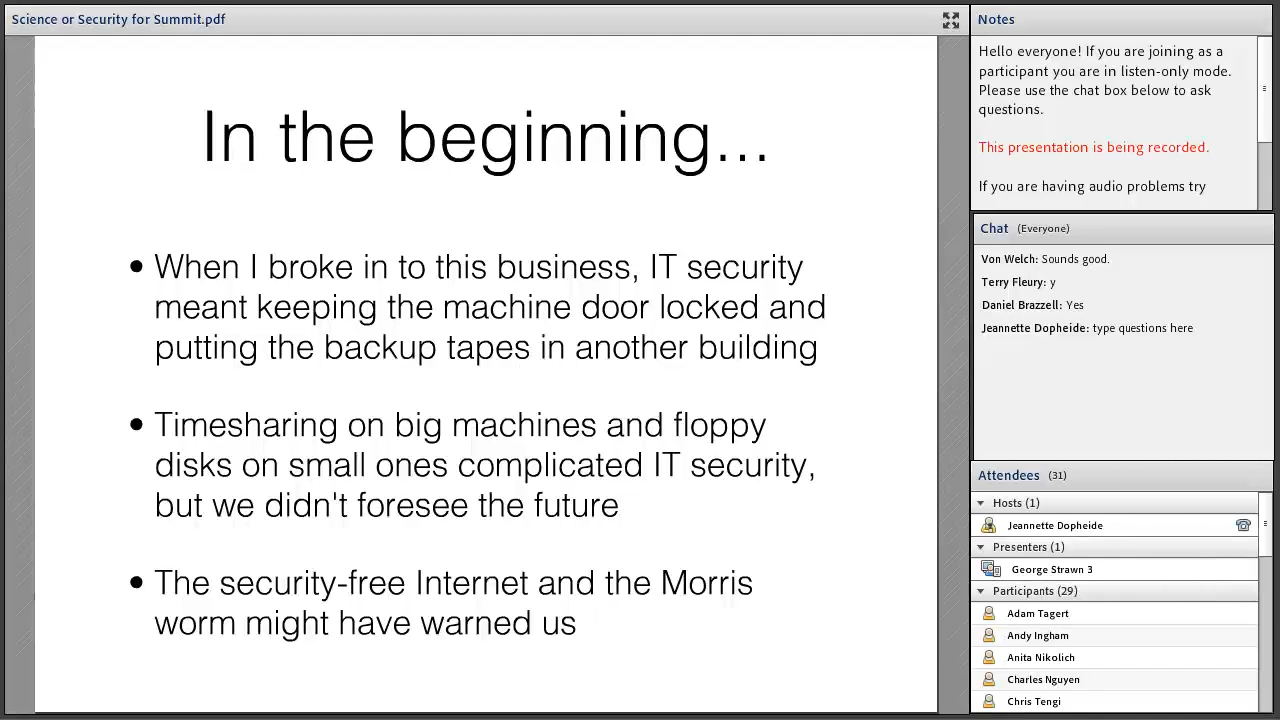 Science or Security for Summit.pdf
In the beginning...
• When I broke in to this business, IT security
meant keeping the machine door locked and
putting the backup tapes in another building
• Timesharing on big machines and floppy
disks on small ones complicated IT security,
but we didn't foresee the future
• The security-free Internet and the Morris
worm might have warned us
Notes
Hello everyone! If you are joining as a
participant you are in listen-only mode.
Please use the chat box below to ask
questions.
This presentation is being recorded.
If you are having audio problems try
Chat (Everyone)
Von Welch: Sounds good.
Terry Fleury: y
Daniel Brazzell: Yes
Jeannette Dopheide: type questions here
Attendees (31)
Hosts (1)
Jeannette Dopheide
Presenters (1)
George Strawn 3
Participants (29)
Adam Tagert
Andy Ingham
Anita Nikolich
Charles Nguyen
Chris Tengi